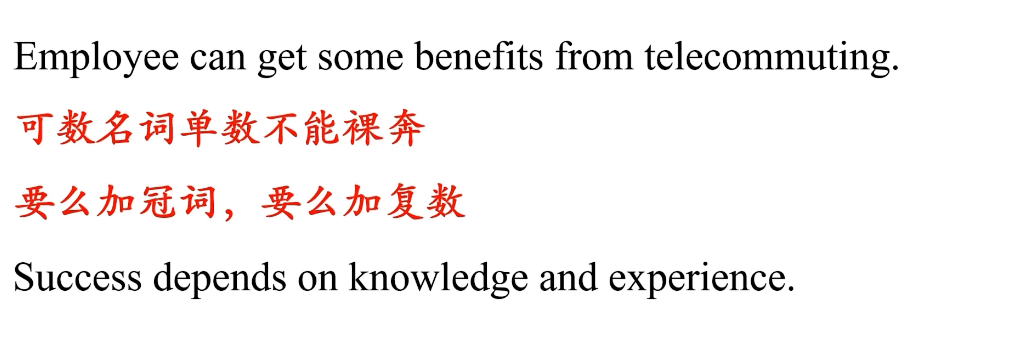 Employee can get some benefits from telecommuting.
可数名词单数不能裸奔
要么加冠词，要么加复数
Success depends on knowledge and experience.